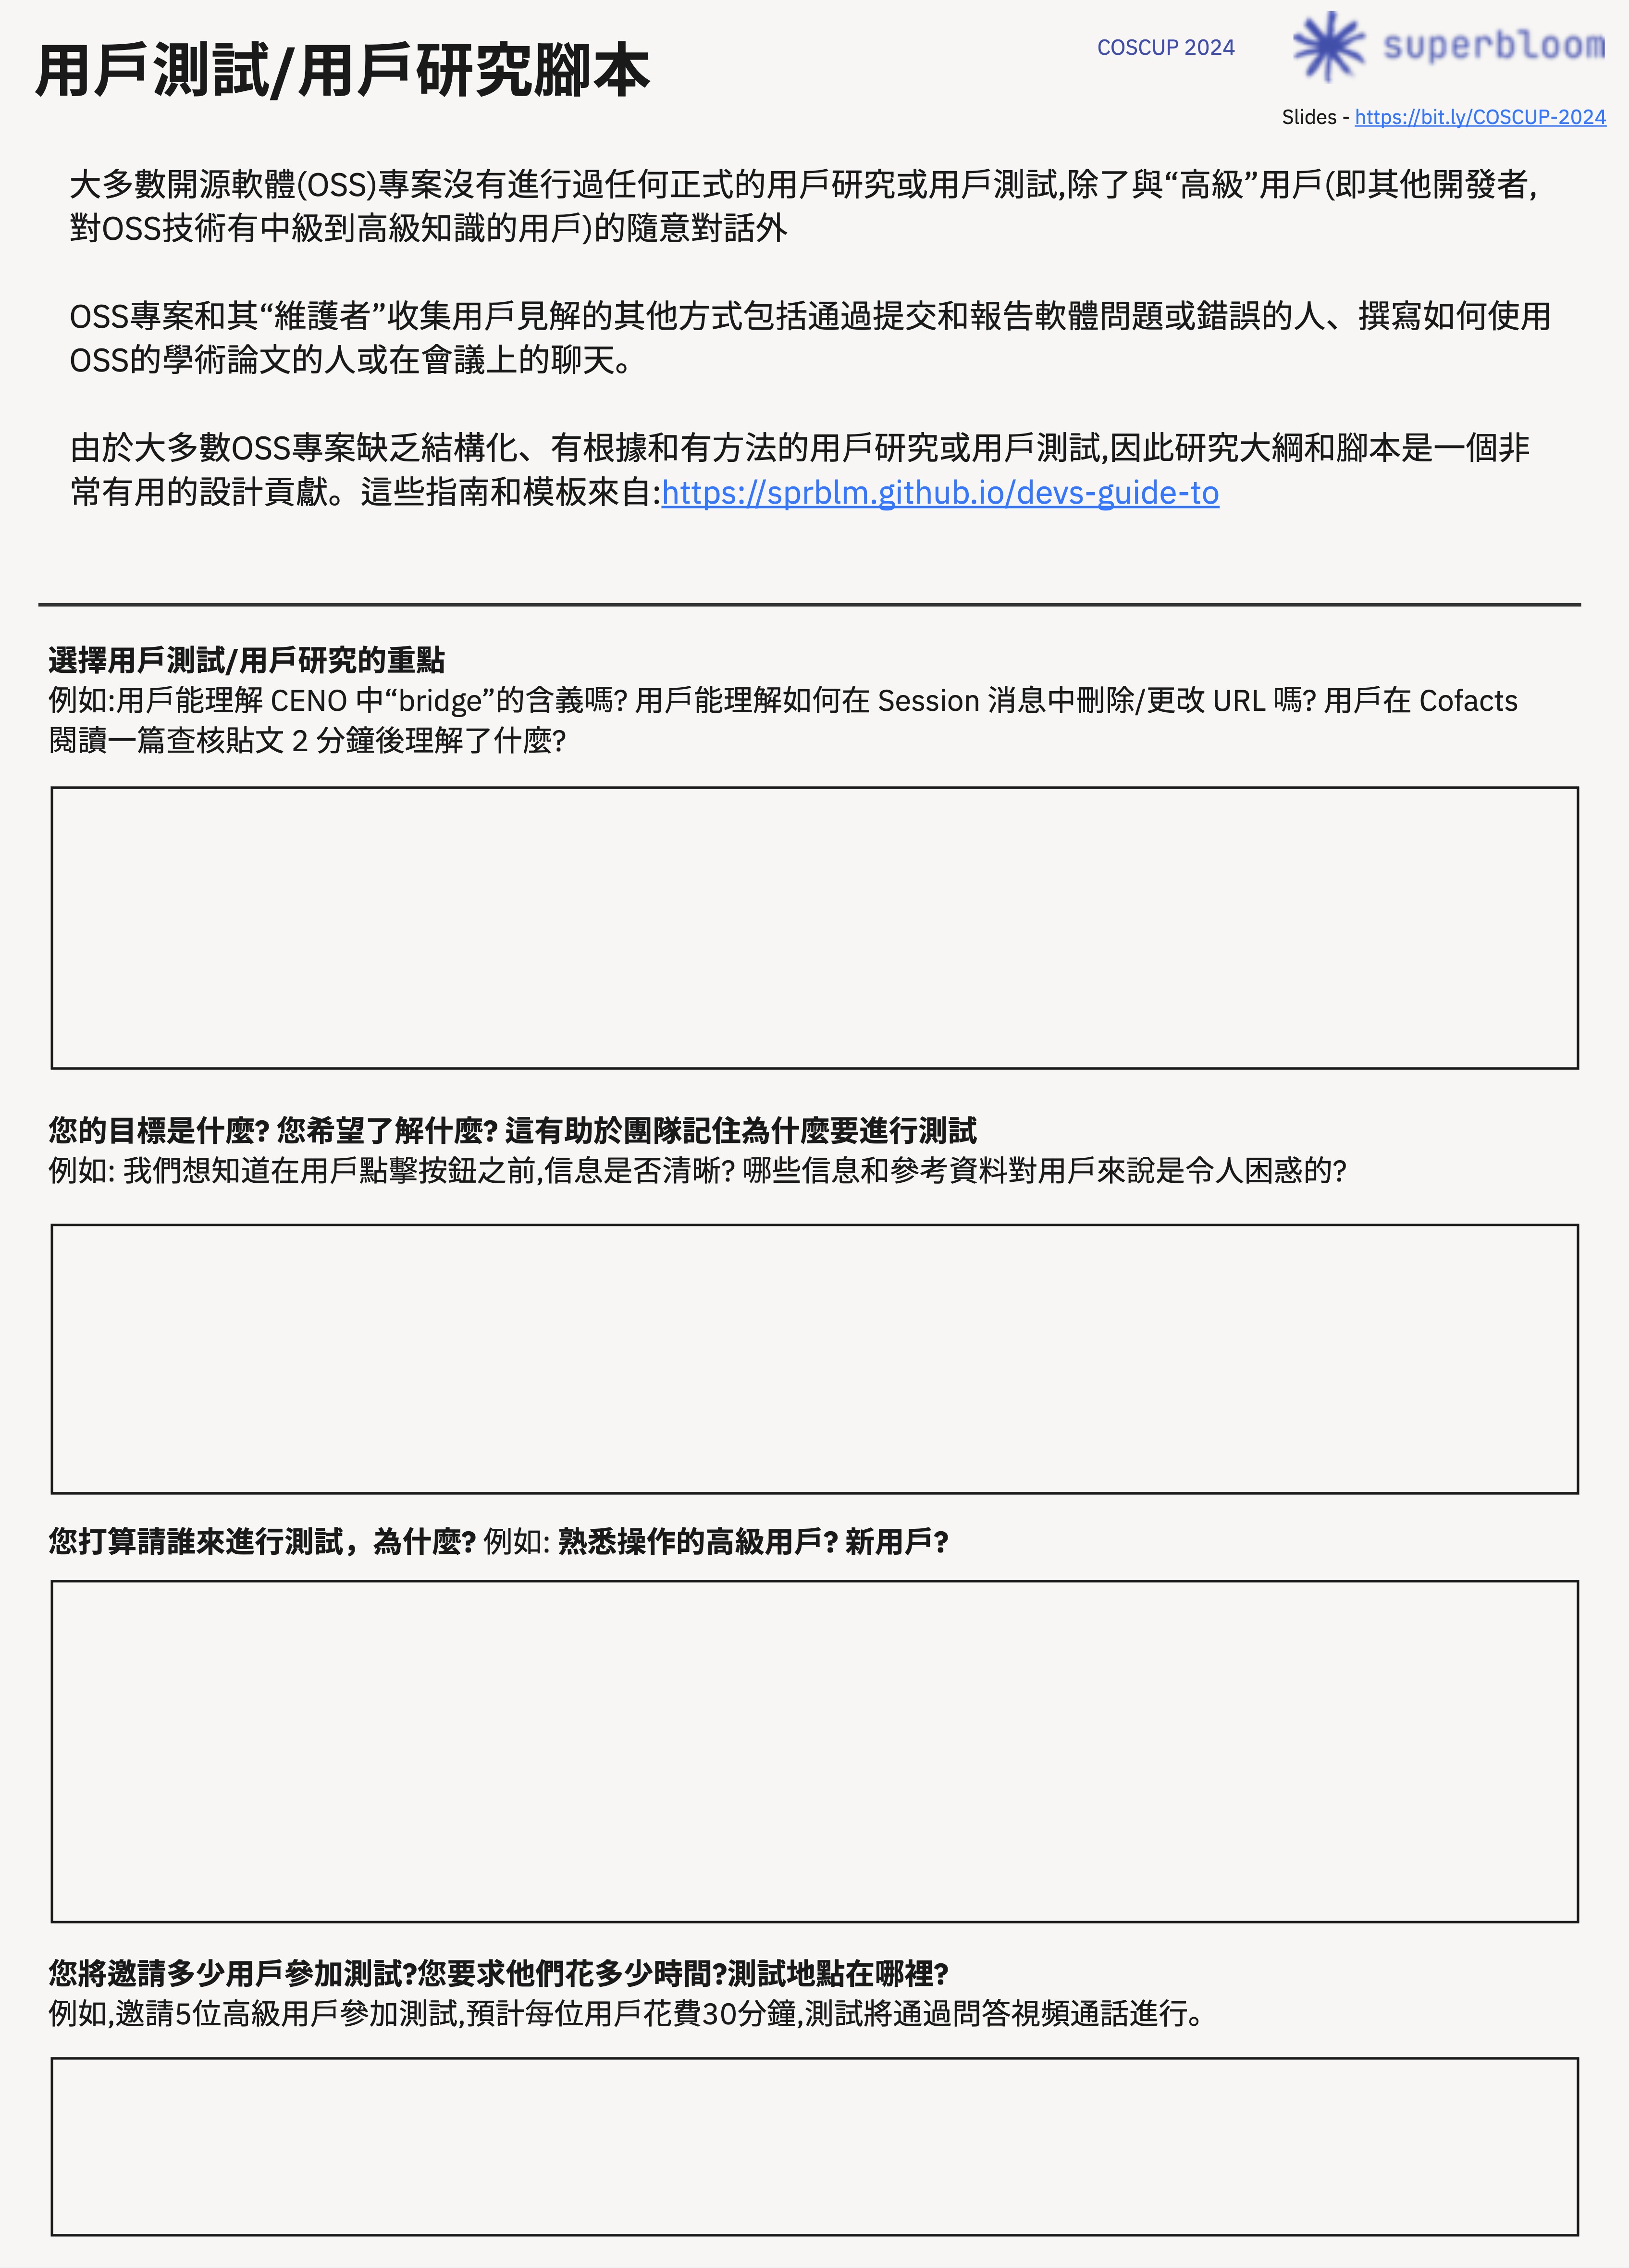 用戶測試/用戶研究腳本
COSCUP 2024
superbloom
Slides - https://bit.ly/COSCUP-2024
大多數開源軟體(OSS)專案沒有進行過任何正式的用戶研究或用戶測試,除了與“高級”用戶(即其他開發者,
對OSS技術有中級到高級知識的用戶)的隨意對話外
OSS專案和其“維護者”收集用戶見解的其他方式包括通過提交和報告軟體問題或錯誤的人、撰寫如何使用
OSS的學術論文的人或在會議上的聊天。
由於大多數OSS專案缺乏結構化、有根據和有方法的用戶研究或用戶測試,因此研究大綱和腳本是一個非
常有用的設計貢獻。這些指南和模板來自:https://sprblm.github.io/devs-guide-to
選擇用戶測試/用戶研究的重點
例如:用戶能理解 CENO 中“bridge”的含義嗎? 用戶能理解如何在 Session 消息中刪除/更改 URL 嗎? 用戶在 Cofacts
閱讀一篇查核貼文 2 分鐘後理解了什麼?
您的目標是什麼? 您希望了解什麼? 這有助於團隊記住為什麼要進行測試
例如: 我們想知道在用戶點擊按鈕之前,信息是否清晰? 哪些信息和參考資料對用戶來說是令人困惑的?
您打算請誰來進行測試，為什麼? 例如: 熟悉操作的高級用戶? 新用戶?
您將邀請多少用戶參加測試?您要求他們花多少時間?測試地點在哪裡?
例如,邀請5位高級用戶參加測試,預計每位用戶花費30分鐘,測試將通過問答視頻通話進行。